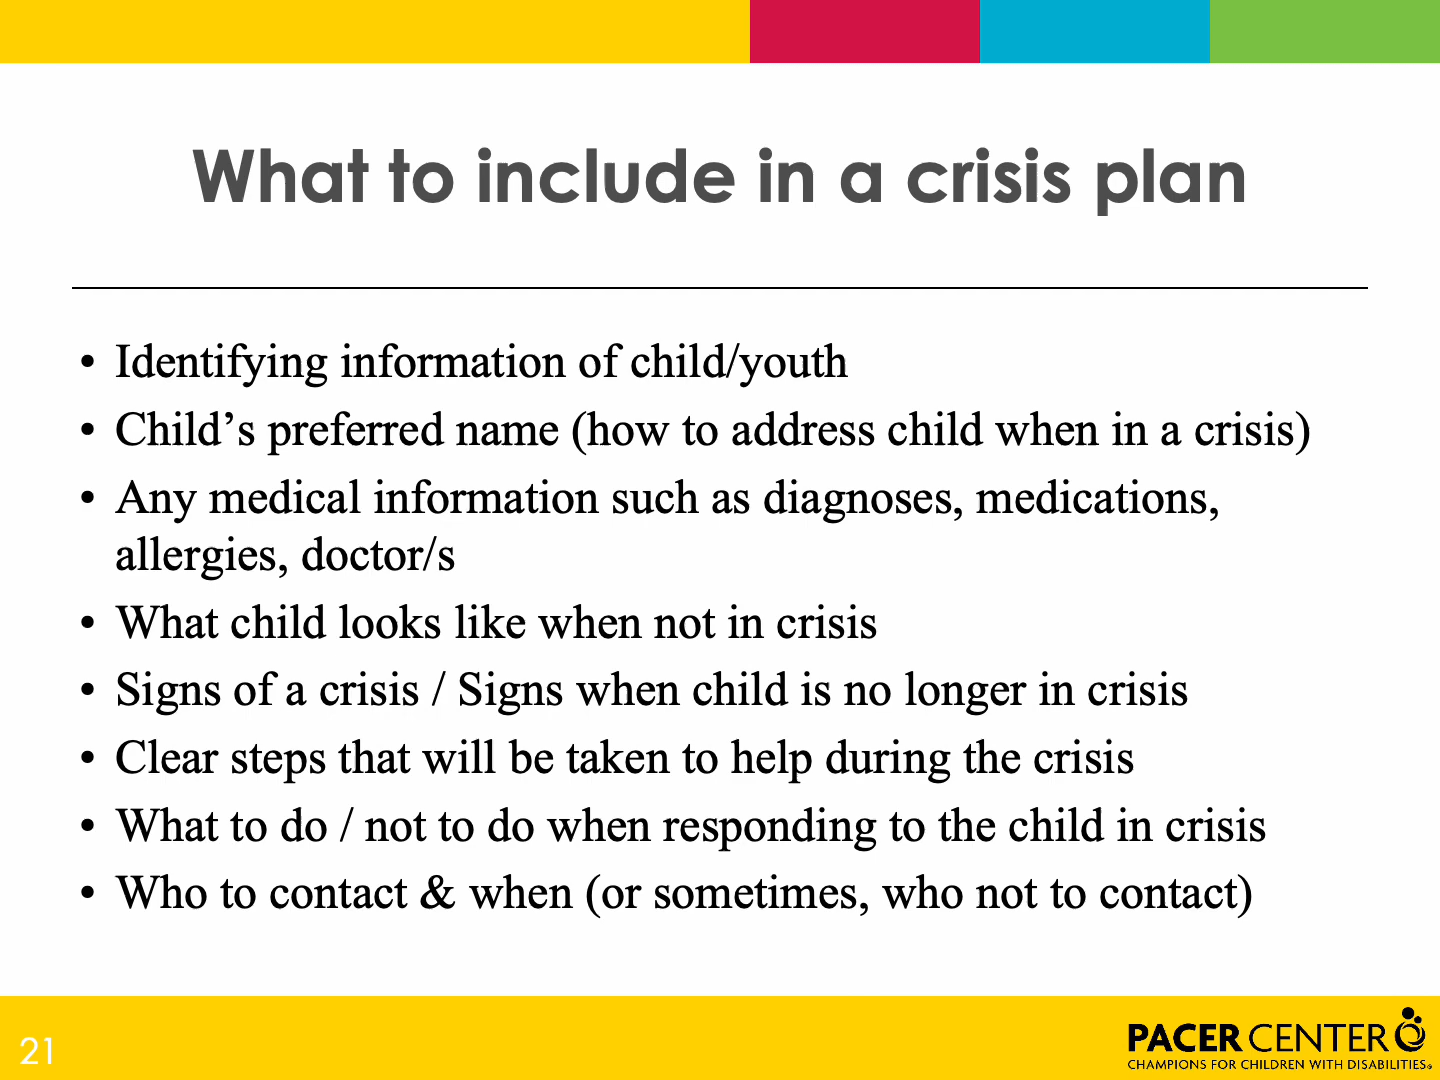 What to include in a crisis plan
• Identifying information of child/youth
• Child’s preferred name (how to address child when in a crisis)
• Any medical information such as diagnoses, medications,
allergies, doctor/s
• What child looks like when not in crisis
• Signs of a crisis / Signs when child is no longer in crisis
• Clear steps that will be taken to help during the crisis
• What to do / not to do when responding to the child in crisis
• Who to contact & when (or sometimes, who not to contact)
21
PACER CENTER
CHAMPIONS FOR CHILDREN WITH DISABILITIES®